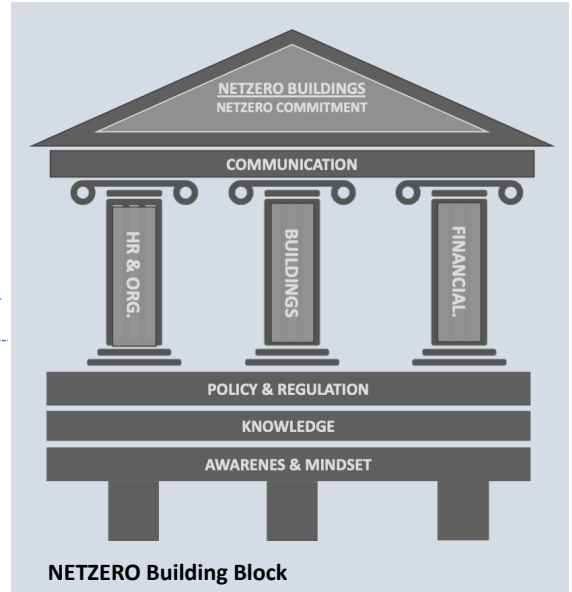 NETZERO BUILDINGS
NETZERO COMMITMENT
COMMUNICATION
HR & ORG.
BUILDINGS
FINANCIAL.
POLICY & REGULATION
KNOWLEDGE
AWARENES & MINDSET
NETZERO Building Block